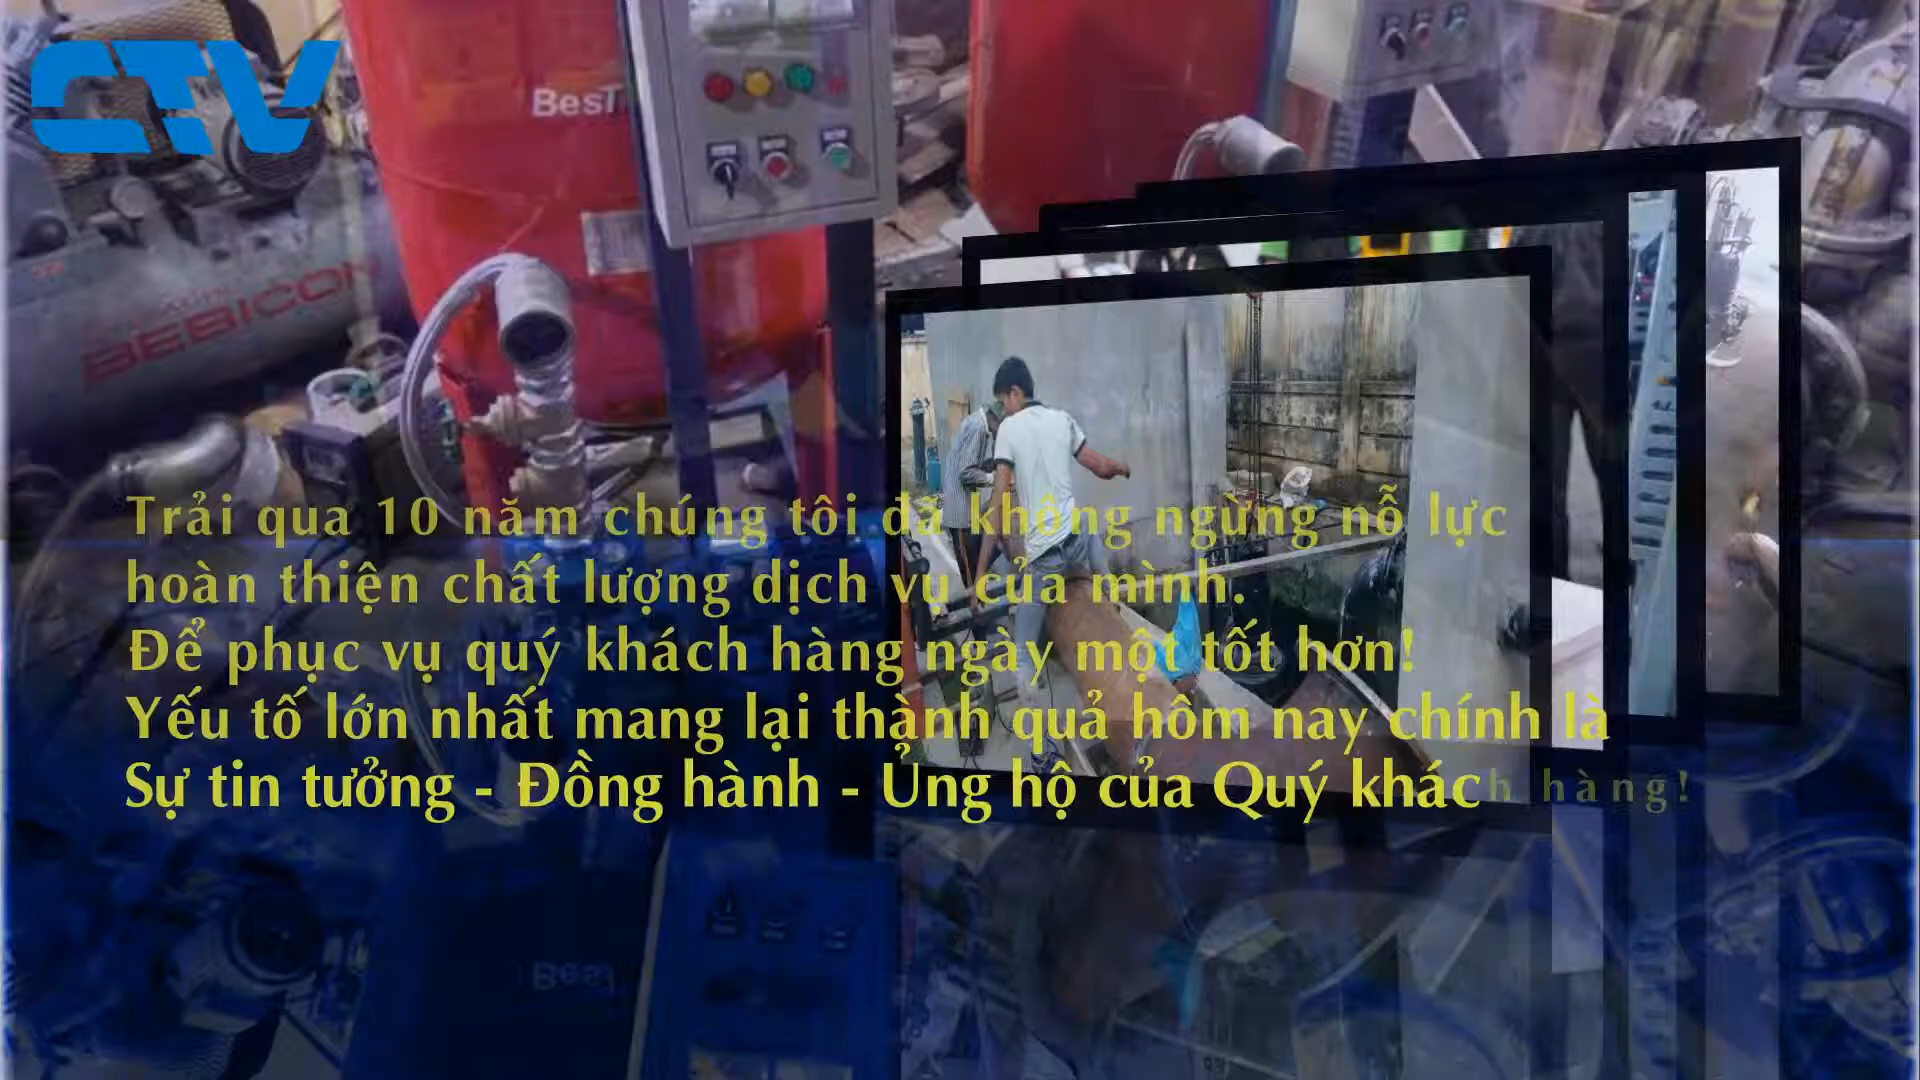 CTV
BesT
BEBICON
Trải qua 10 năm chúng tôi đã không ngừng nỗ lực
hoàn thiện chất lượng dịch vụ của mình.
Để phục vụ quý khách hàng ngày một tốt hơn!
Yếu tố lớn nhất mang lại thành quả hôm nay chính là
Sự tin tưởng - Đồng hành - Ủng hộ của Quý khách hàng!